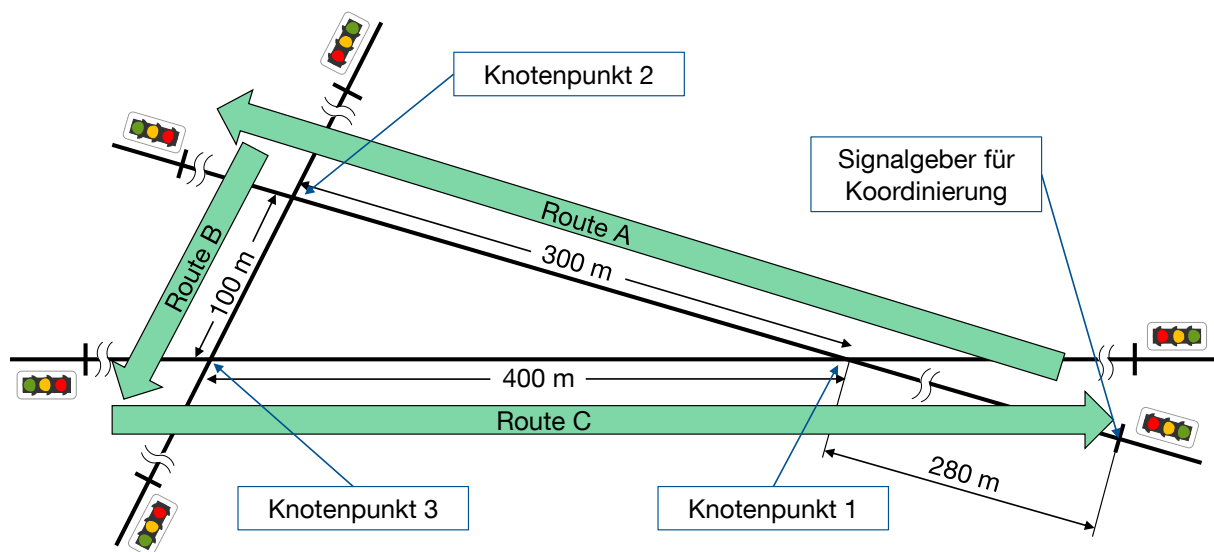 Knotenpunkt 2
Signalgeber für
Koordinierung
Route A
300 m
Route B
100 m
400 m
Route C
280 m
Knotenpunkt 3
Knotenpunkt 1